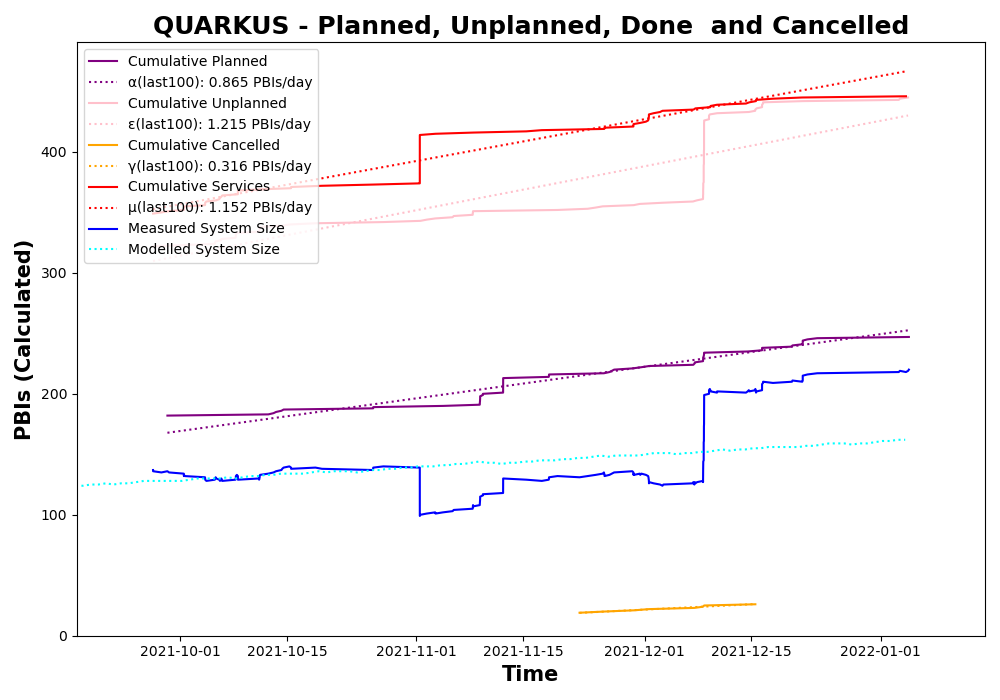 QUARKUS - Planned, Unplanned, Done  and Cancelled
Cumulative Planned
α(last100): 0.865 PBIs/day
Cumulative Unplanned
ε(last100): 1.215 PBIs/day
Cumulative Cancelled
γ(last100): 0.316 PBIs/day
Cumulative Services
μ(last100): 1.152 PBIs/day
Measured System Size
Modelled System Size
PBIs (Calculated)
400
300
200
100
0
2021-10-01 2021-10-15 2021-11-01 2021-11-15 2021-12-01 2021-12-15 2022-01-01
Time